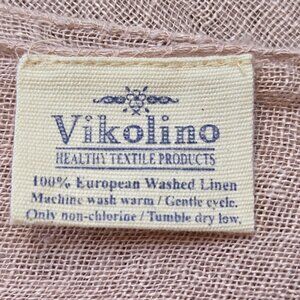 Vikolino
HEALTHY TEXTILE PRODUCTS
100% European Washed Linen
Machine wash warm / Gentle cycle.
Only non-chlorine / Tumble dry low.